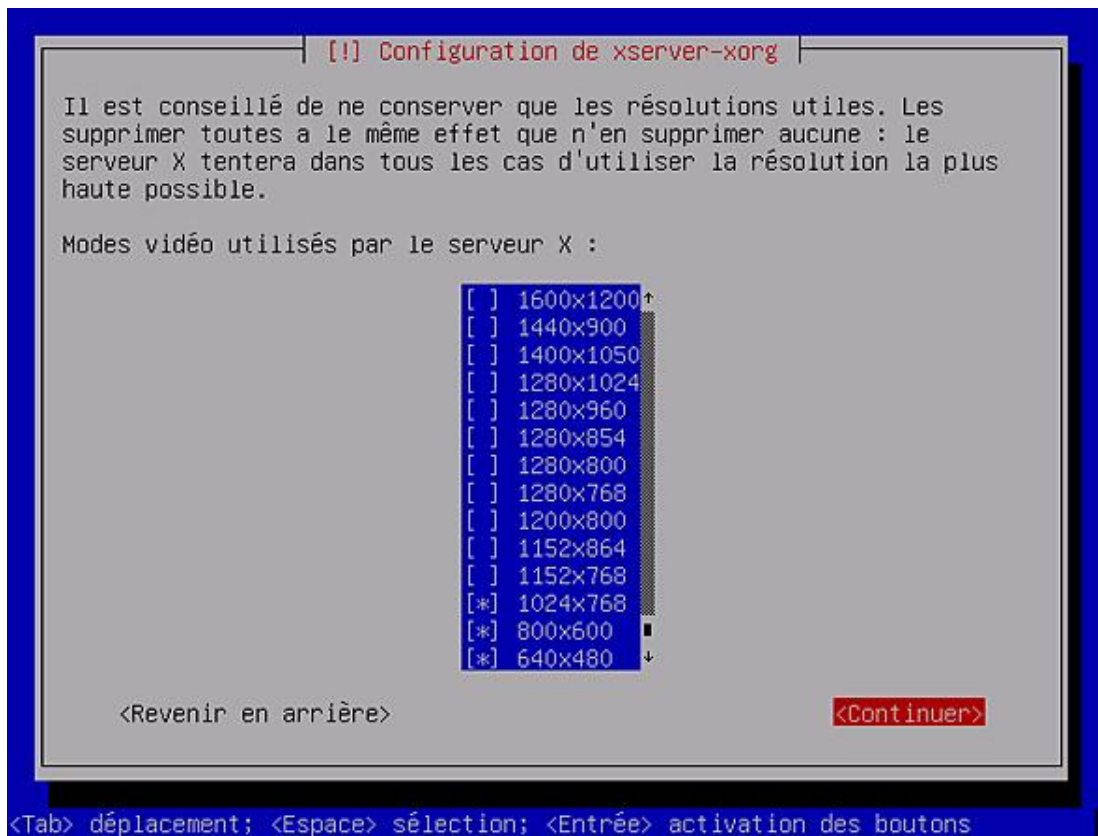 [!] Configuration de xserver-xorg
Il est conseillé de ne conserver que les résolutions utiles. Les
supprimer toutes a le même effet que n'en supprimer aucune : le
serveur X tentera dans tous les cas d'utiliser la résolution la plus
haute possible.
Modes vidéo utilisés par le serveur X :
[ ] 1600x1200
[ ] 1440x900
[ ] 1400x1050
[ ] 1280x1024
[ ] 1280x960
[ ] 1280x854
[ ] 1280x800
[ ] 1280x768
[ ] 1200x800
[ ] 1152x864
[ ] 1152x768
[*] 1024x768
[*] 800x600
[*] 640x480
<Revenir en arrière> <Continuer>
<Tab> déplacement; <Espace> sélection; <Entrée> activation des boutons